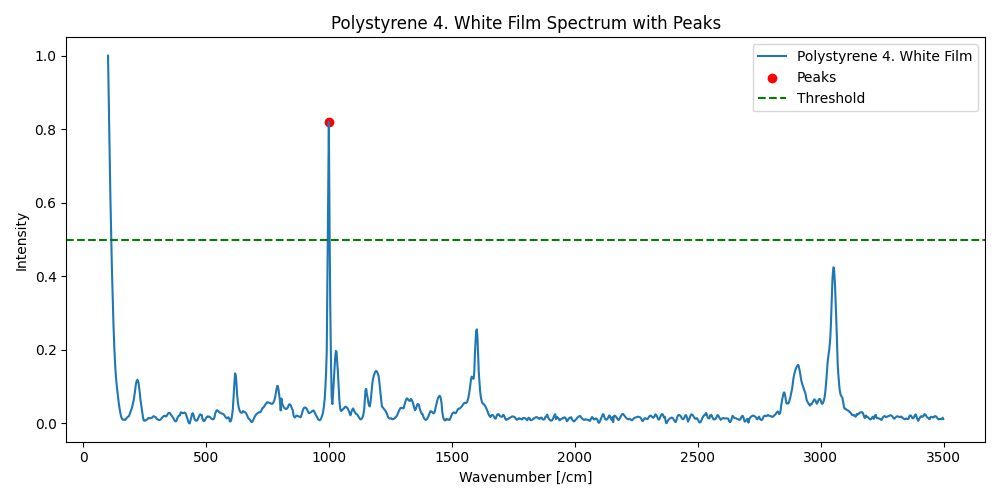 Polystyrene 4. White Film Spectrum with Peaks
Polystyrene 4. White Film
Peaks
Threshold
Intensity
1.0
0.8
0.6
0.4
0.2
0.0
0 500 1000 1500 2000 2500 3000 3500
Wavenumber [/cm]